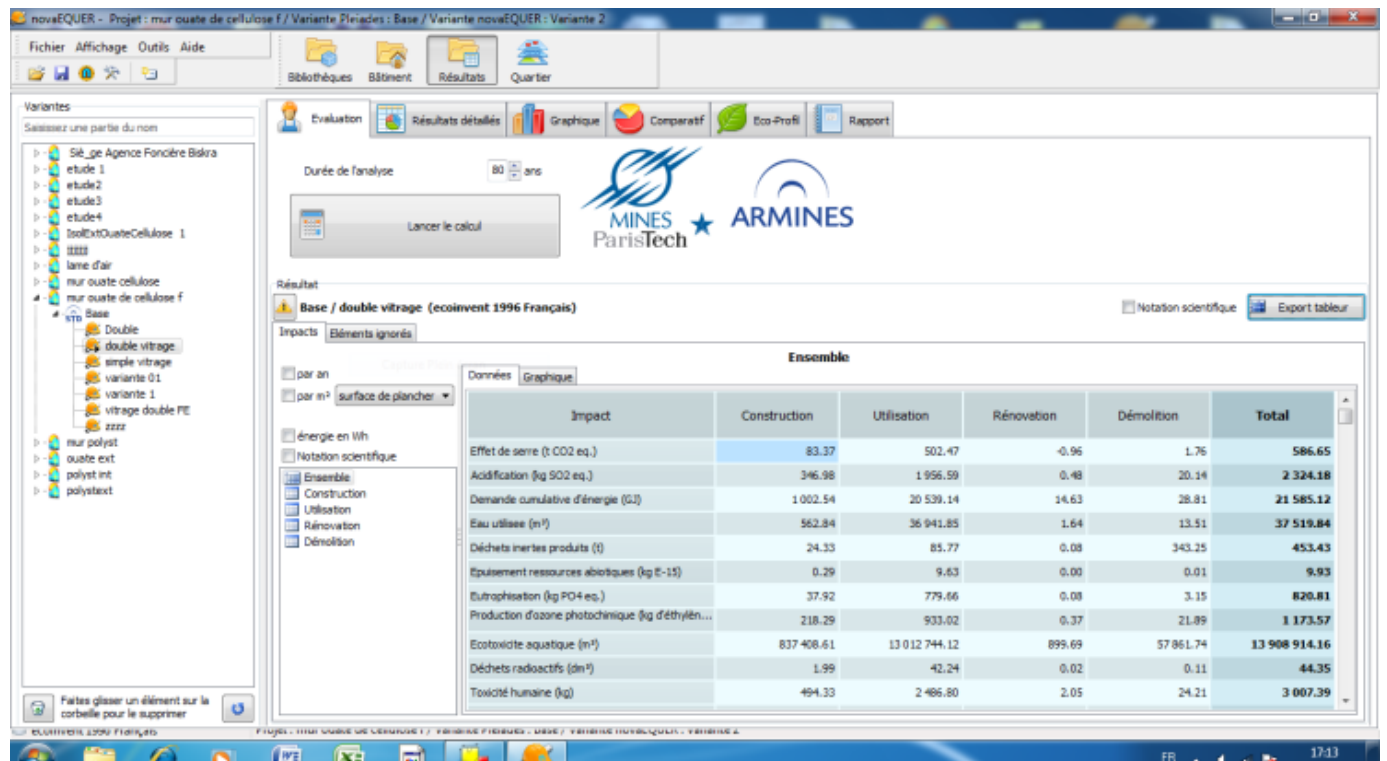 novaEQUER - Projet : mur ouate de cellulose f / Variante Pleiades : Base / Variante novaEQUER : Variante 2
Fichier Affichage Outils Aide
Bibliothèques Bâtiment Résultats Quartier
Variantes
Saisissez une partie du nom
Siè_ge Agence Foncière Biskra
etude 1
etude2
etude3
etude4
IsolExtOuateCellulose 1
lame d'air
mur ouate cellulose
mur ouate de cellulose f
STD Base
Double
double vitrage
simple vitrage
variante 01
variante 1
vitrage double PE
zzzz
mur polyst
ouate ext
polyst int
polystext
Faites glisser un élément sur la
corbeille pour le supprimer
Evaluation Résultats détaillés Graphique Comparatif Eco-Profil Rapport
Durée de l'analyse 80 ans
Lancer le calcul
MINES
ParisTech
ARMINES
Résultat
Base / double vitrage (ecoinvent 1996 Français)
Notation scientifique Export tableur
Impacts Eléments ignorés
Ensemble
par an
par m² surface de plancher
énergie en Wh
Notation scientifique
Ensemble
Construction
Utilisation
Rénovation
Démolition
Données Graphique
Impact Construction Utilisation Rénovation Démolition Total
Effet de serre (t CO2 eq.) 83.37 502.47 -0.96 1.76 586.65
Acidification (kg SO2 eq.) 346.98 1 956.59 0.48 20.14 2 324.18
Demande cumulative d'énergie (GJ) 1 002.54 20 539.14 14.63 28.81 21 585.12
Eau utilisee (m³) 562.84 36 941.85 1.64 13.51 37 519.84
Déchets inertes produits (t) 24.33 85.77 0.08 343.25 453.43
Epuisement ressources abiotiques (kg E-15) 0.29 9.63 0.00 0.01 9.93
Eutrophisation (kg PO4 eq.) 37.92 779.66 0.08 3.15 820.81
Production d'ozone photochimique (kg d'éthylèn... 218.29 933.02 0.37 21.89 1 173.57
Ecotoxicite aquatique (m³) 837 408.61 13 012 744.12 899.69 57 861.74 13 908 914.16
Déchets radioactifs (dm³) 1.99 42.24 0.02 0.11 44.35
Toxicité humaine (kg) 494.33 2 486.80 2.05 24.21 3 007.39
FR 17:13